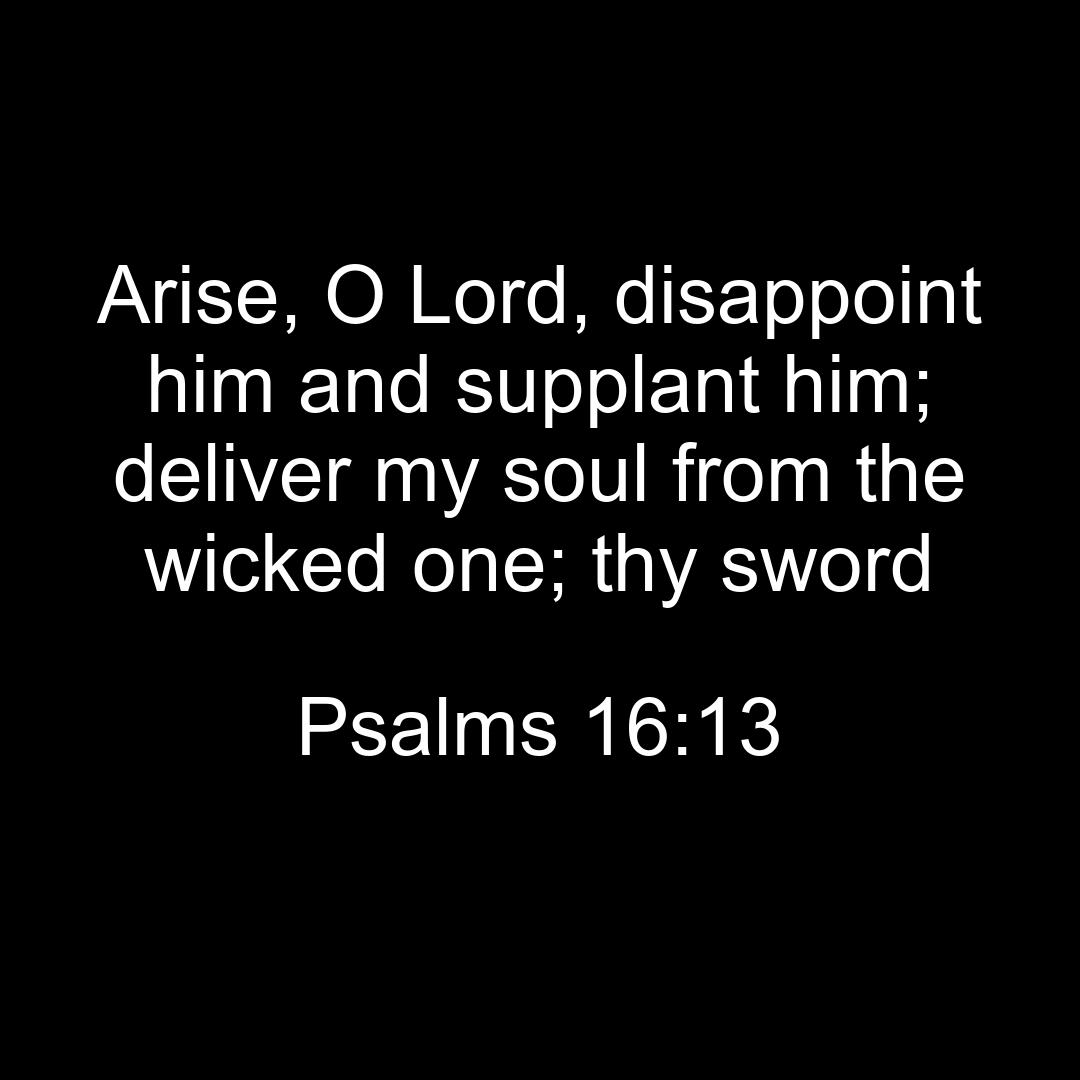 Arise, O Lord, disappoint
him and supplant him;
deliver my soul from the
wicked one; thy sword
Psalms 16:13